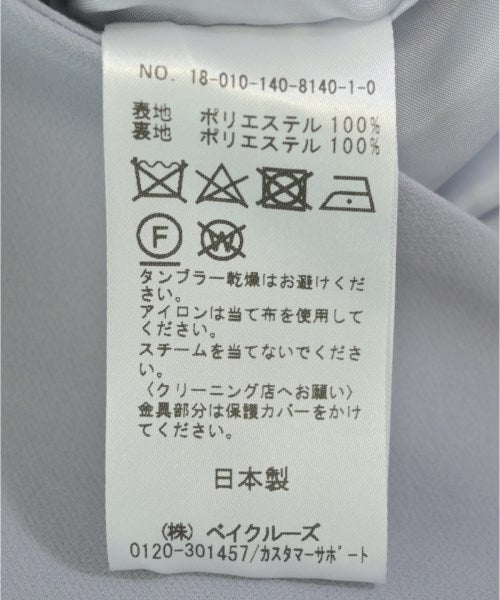 NO. 18-010-140-8140-1-0
表地 ポリエステル 100%
裏地 ポリエステル 100%
F W
タンブラー乾燥はお避けくだ
さい。
アイロンは当て布を使用して
ください。
スチームを当てないでくださ
い。
〈クリーニング店へお願い〉
金具部分は保護カバーをかけ
てください。
日本製
(株) ベイクルーズ
0120-301457/カスタマーサポート